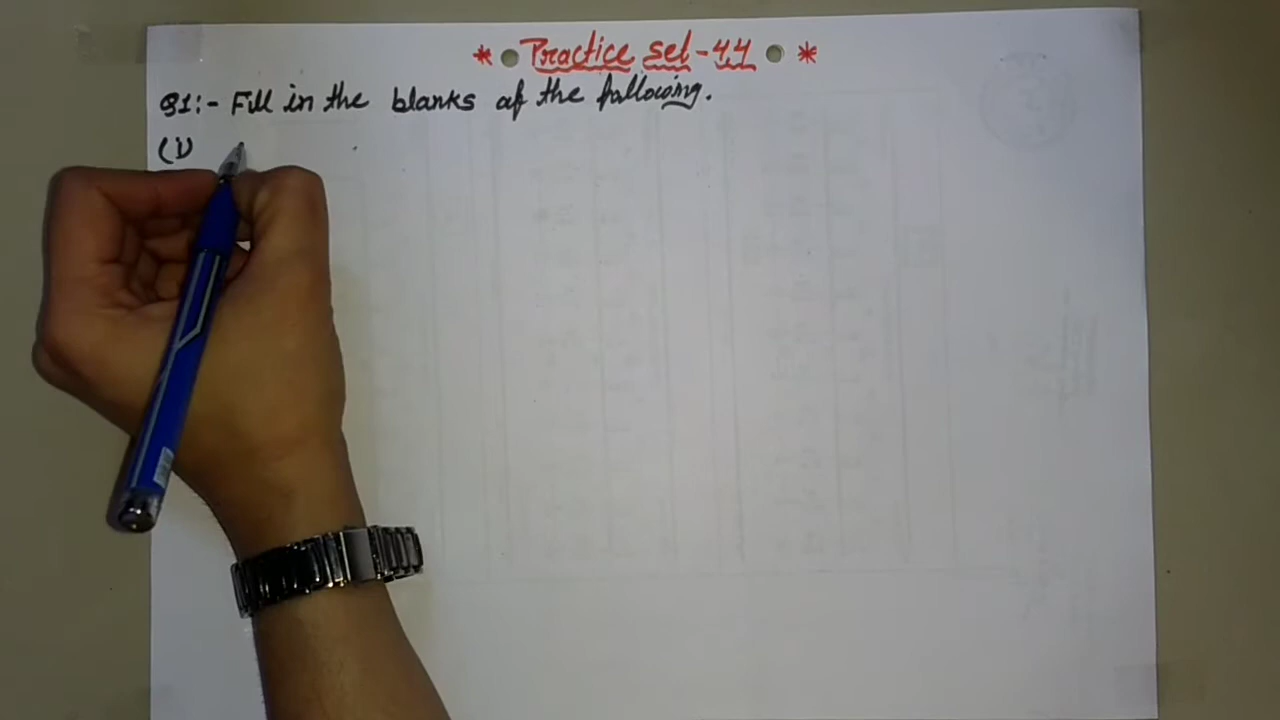 * • Practice set - 44 • *
Q1:- Fill in the blanks of the following.
(1)